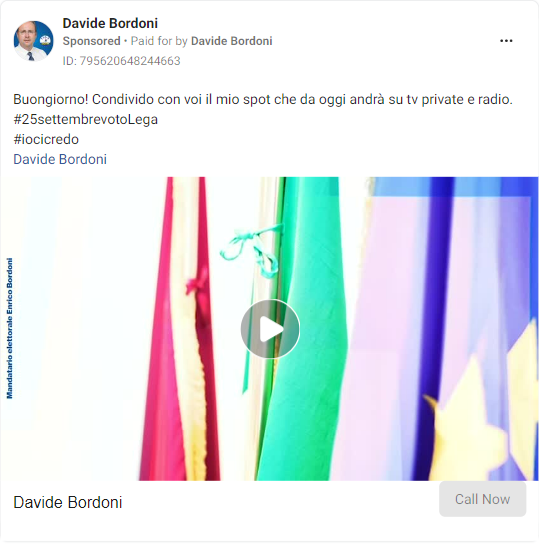 Davide Bordoni
Sponsored • Paid for by Davide Bordoni
ID: 795620648244663
Buongiorno! Condivido con voi il mio spot che da oggi andrà su tv private e radio.
#25settembrevotoLega
#iocicredo
Davide Bordoni
Mandatario elettorale Enrico Bordoni
Davide Bordoni
Call Now